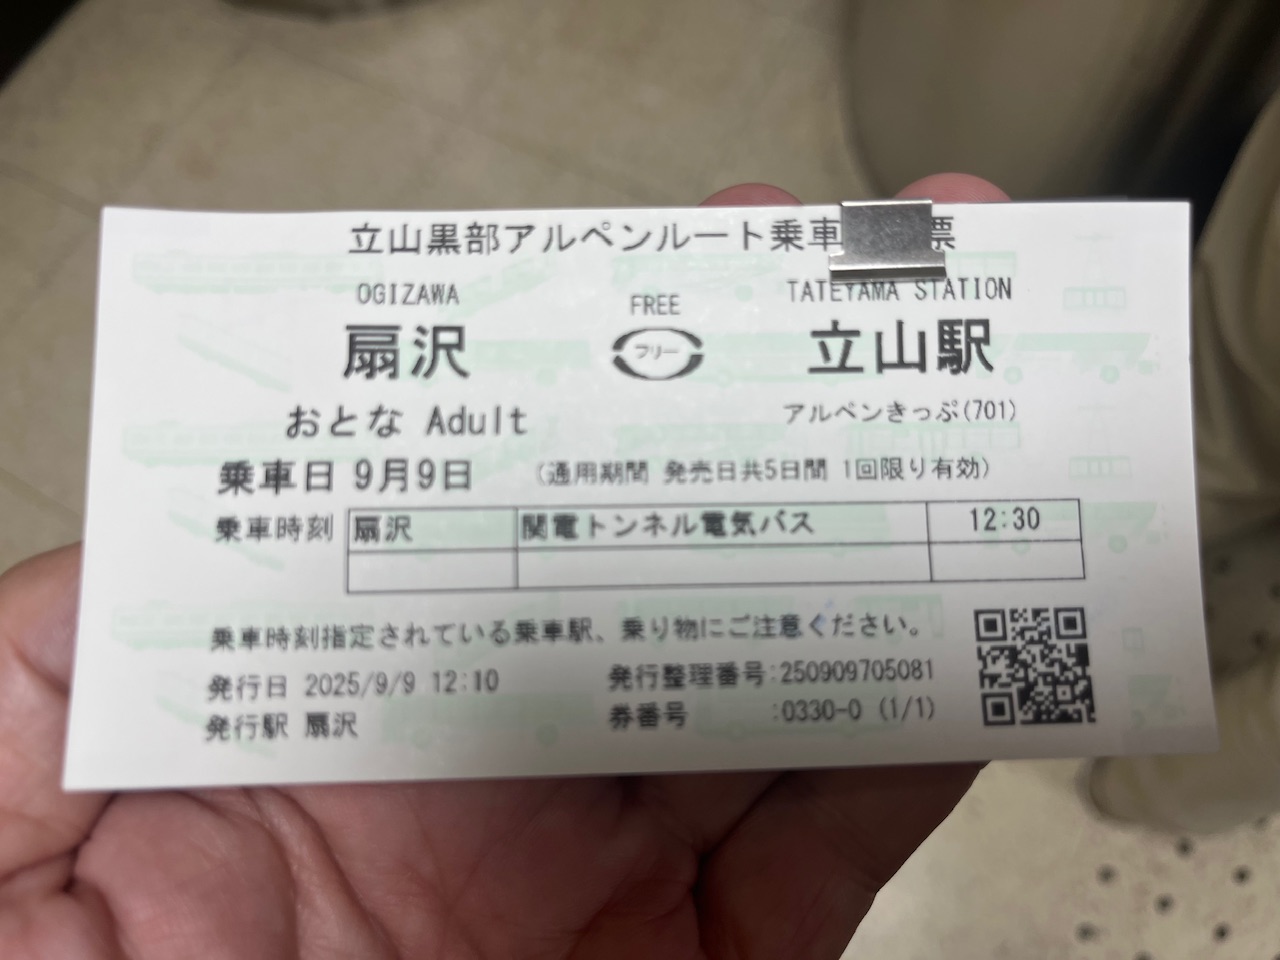 立山黒部アルペンルート乗車 票
OGIZAWA
FREE
TATEYAMA STATION
扇沢
フリー
立山駅
おとな Adult
アルペンきっぷ(701)
乗車日 9月9日
(通用期間 発売日共5日間 1回限り有効)
乗車時刻
扇沢
関電トンネル電気バス
12:30
乗車時刻指定されている乗車駅、乗り物にご注意ください。
発行日 2025/9/9 12:10
発行整理番号:250909705081
発行駅 扇沢
券番号 :0330-0 (1/1)